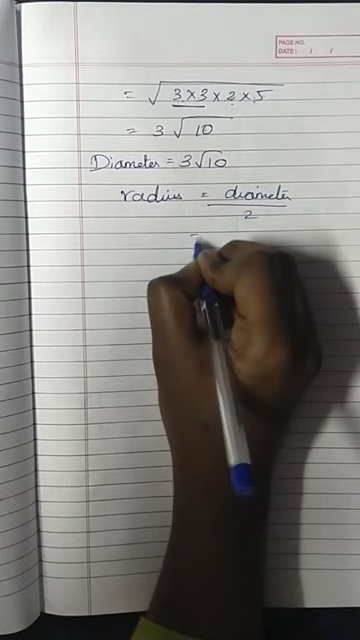 PAGE NO.
DATE: / /
= √3×3×2×5
= 3√10
Diameter = 3√10
radius = diameter
2
=